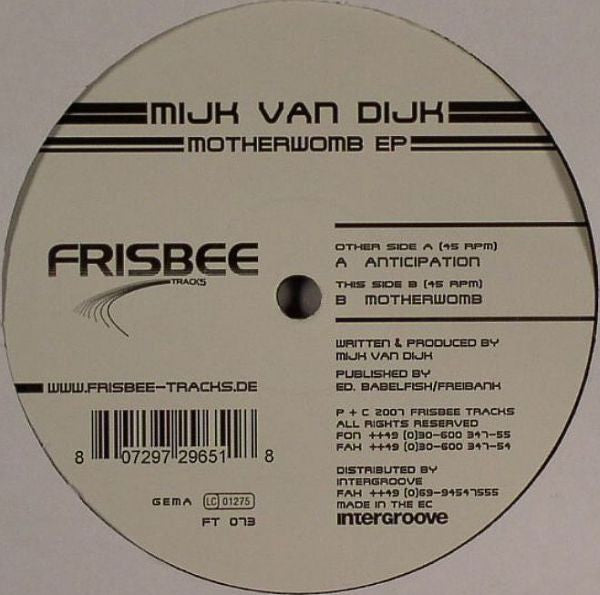 MIJK VAN DIJK
MOTHERWOMB EP
FRISBEE
TRACKS
OTHER SIDE A (45 RPM)
A ANTICIPATION
THIS SIDE B (45 RPM)
B MOTHERWOMB
WRITTEN & PRODUCED BY
MIJK VAN DIJK
PUBLISHED BY
ED. BABELFISH/FREIBANK
WWW.FRISBEE-TRACKS.DE
P + C 2007 FRISBEE TRACKS
ALL RIGHTS RESERVED
FON ++49 (0)30-600 347-55
FAX ++49 (0)30-600 347-54
8 07297 29651 8
DISTRIBUTED BY
INTERGROOVE
FAX ++49 (0)69-94547555
MADE IN THE EC
intergroove
GEMA LC 01275
FT 073